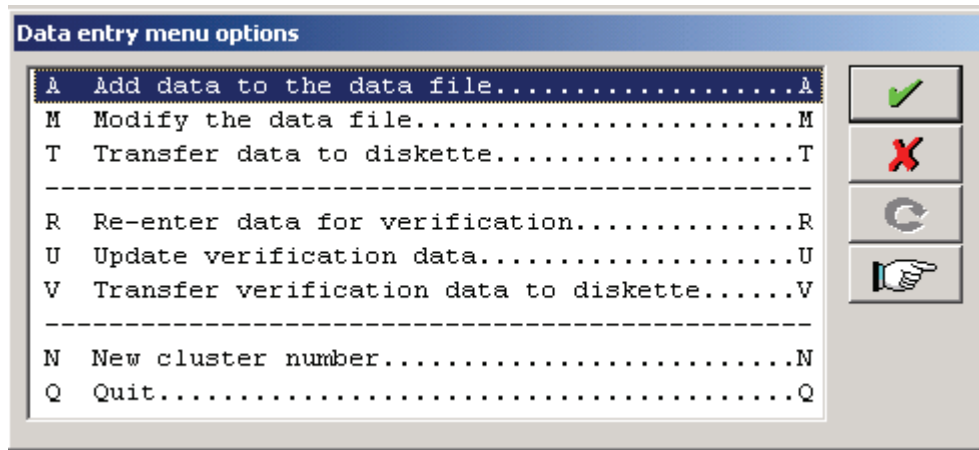 Data entry menu options
A Add data to the data file...................A
M Modify the data file........................M
T Transfer data to diskette...................T
------------------------------------------------
R Re-enter data for verification..............R
U Update verification data....................U
V Transfer verification data to diskette......V
------------------------------------------------
N New cluster number..........................N
Q Quit........................................Q